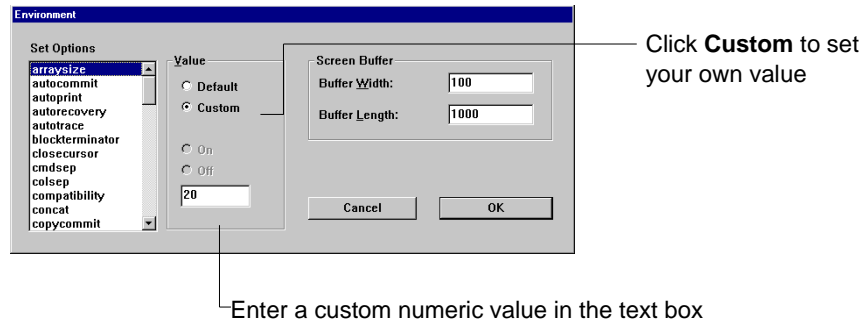 Environment
Set Options
arraysize
autocommit
autoprint
autorecovery
autotrace
blockterminator
closecursor
cmdsep
colsep
compatibility
concat
copycommit
Value
Default
Custom
On
Off
20
Screen Buffer
Buffer Width:
100
Buffer Length:
1000
Cancel
OK
Click Custom to set
your own value
Enter a custom numeric value in the text box